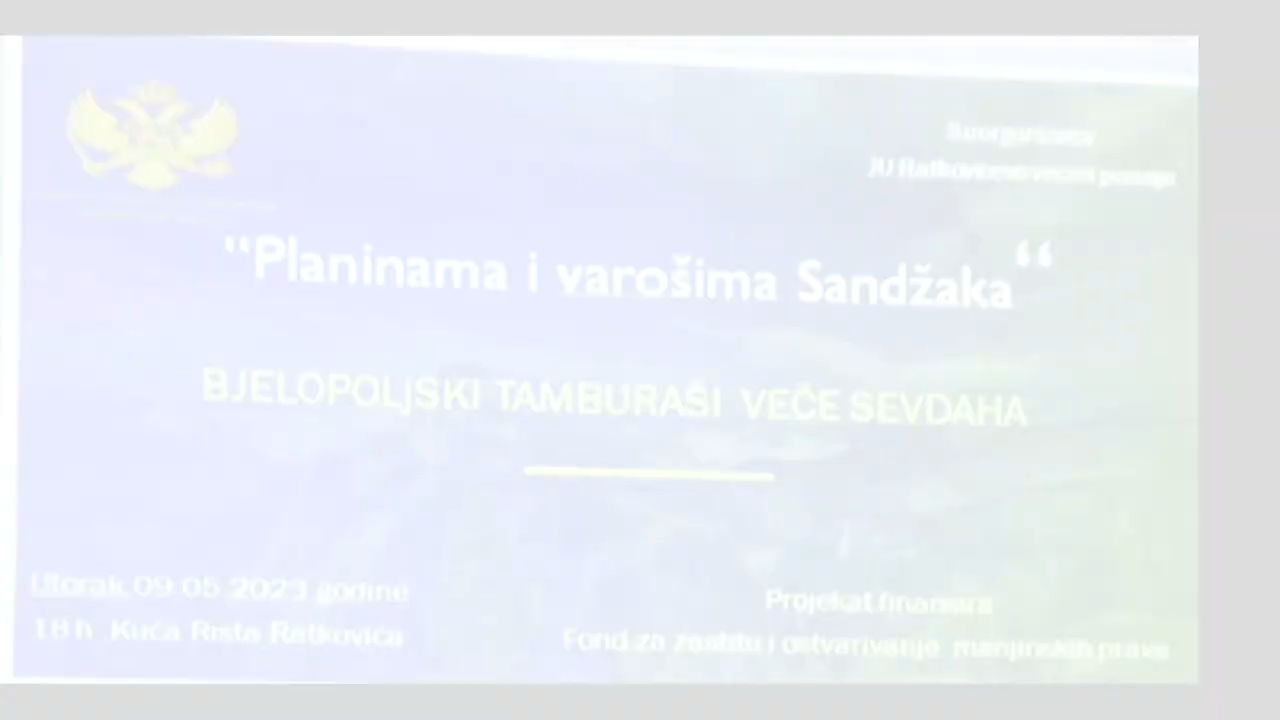 "Planinama i varošima Sandžaka“
BJELOPOLJSKI TAMBURAŠI VEČE SEVDAHA
Utorak 09.05.2023 godine
18 h Kuća Rista Ratkovića
Projekat finansira
Fond za zaštitu i ostvarivanje manjinskih prava